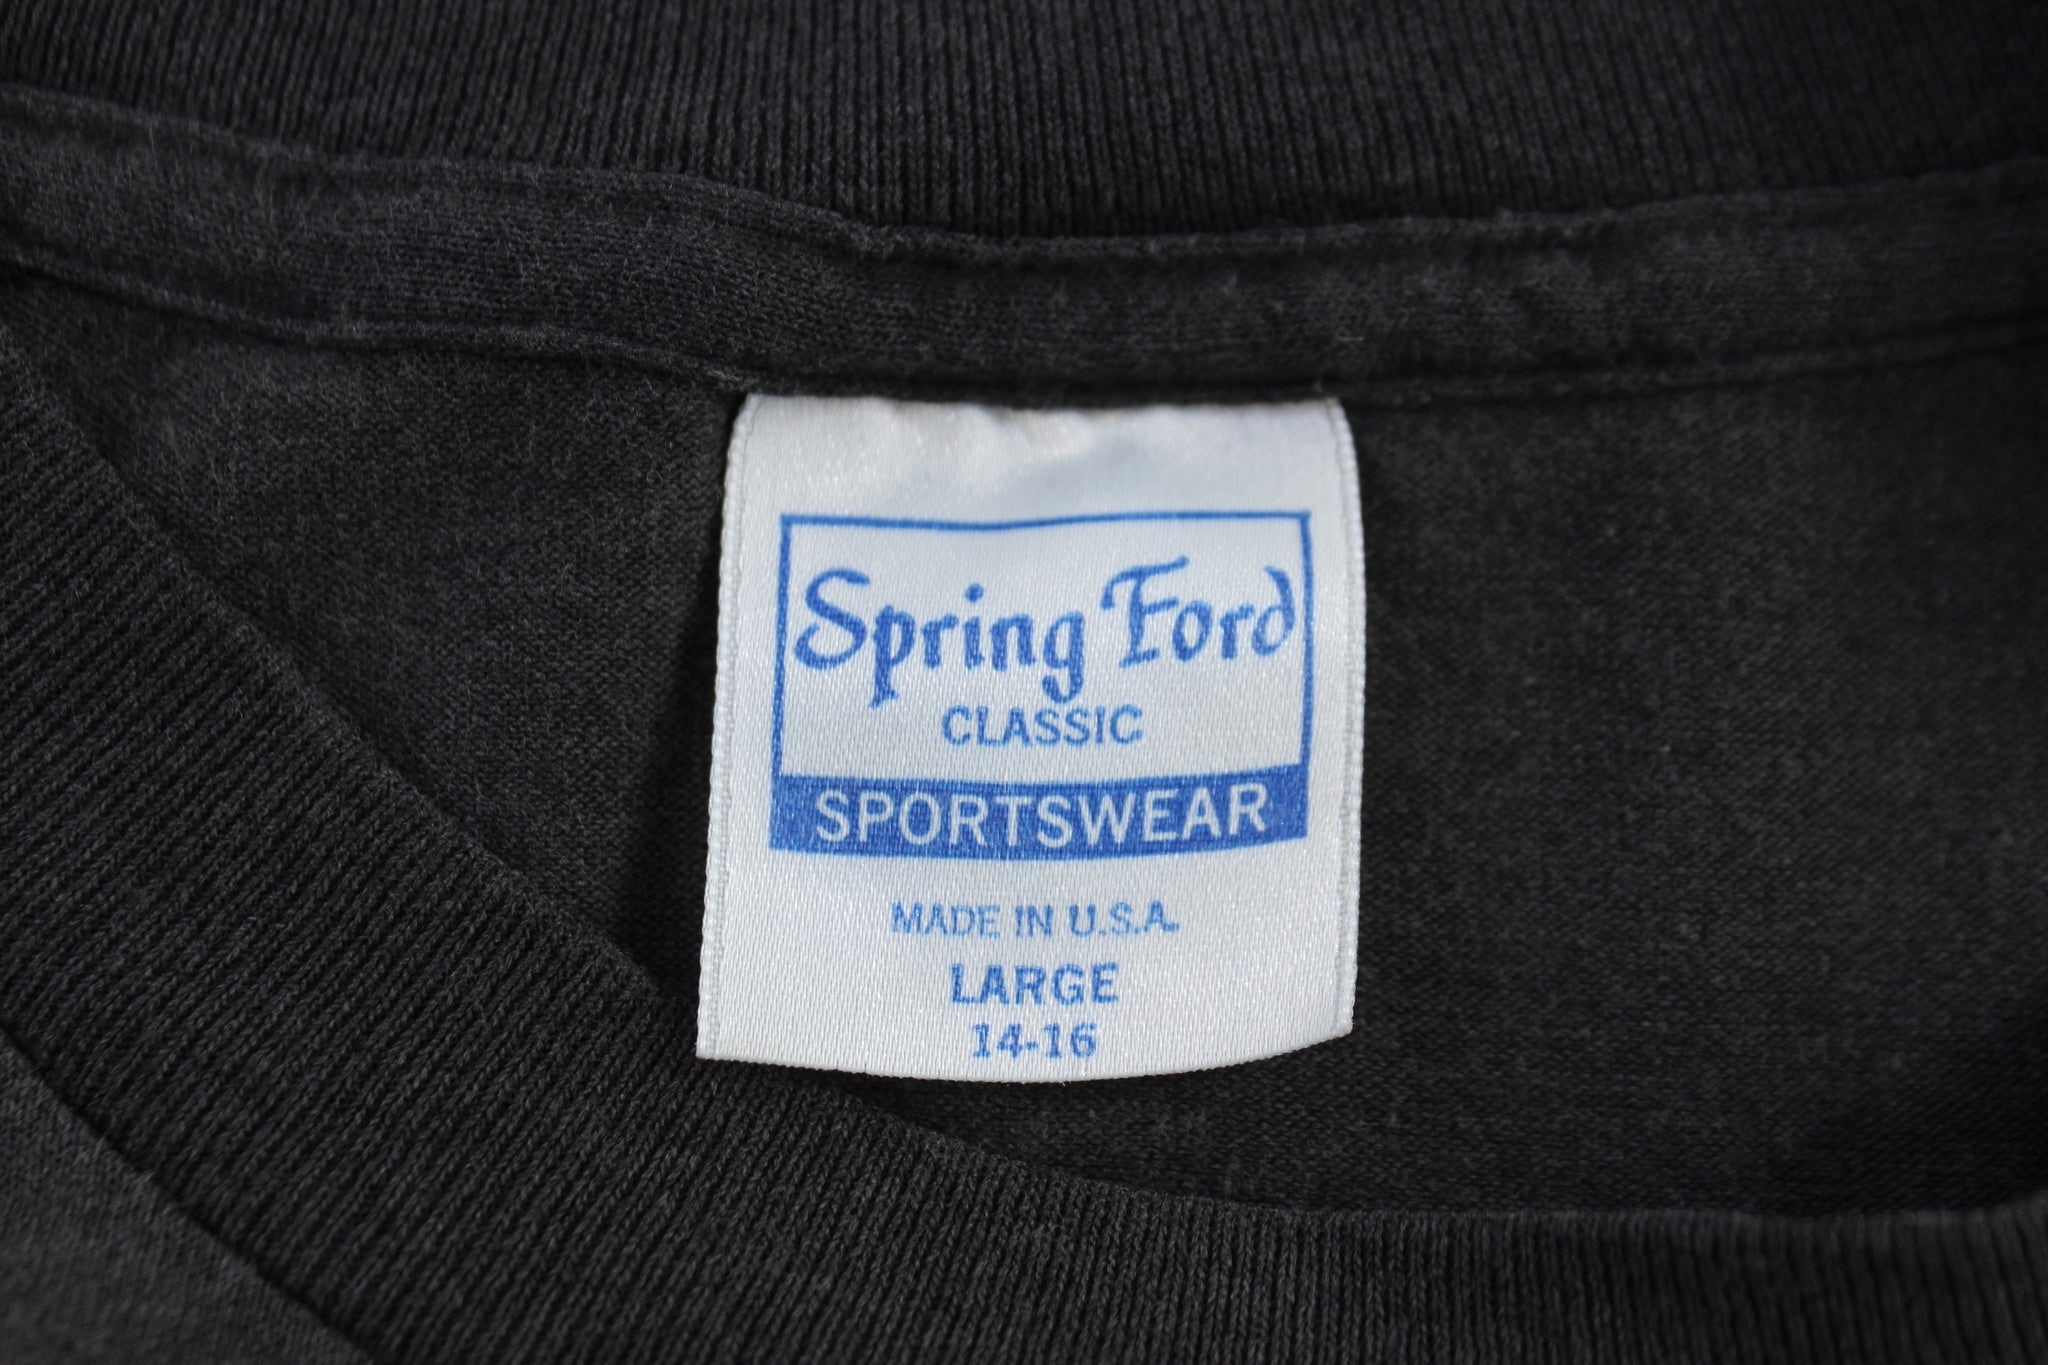 Spring Ford
CLASSIC
SPORTSWEAR
MADE IN U.S.A.
LARGE
14-16